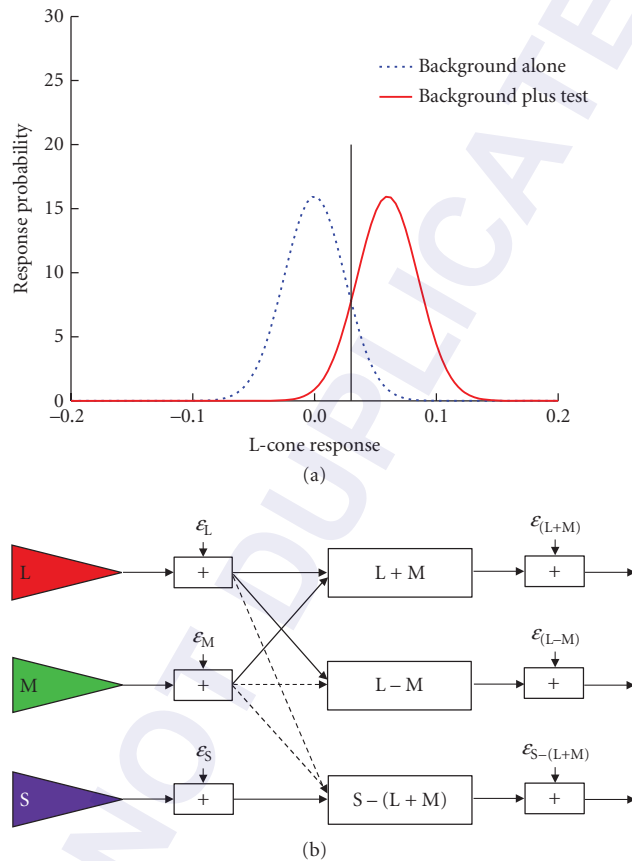 30
25
20
15
10
5
0
Response probability
Background alone
Background plus test
−0.2
−0.1
0.0
0.1
0.2
L-cone response
(a)
εL
ε(L+M)
L
+
L + M
+
εM
ε(L–M)
M
+
L – M
+
εS
εS–(L+M)
S
+
S – (L + M)
+
(b)
NOT DUPLICATE